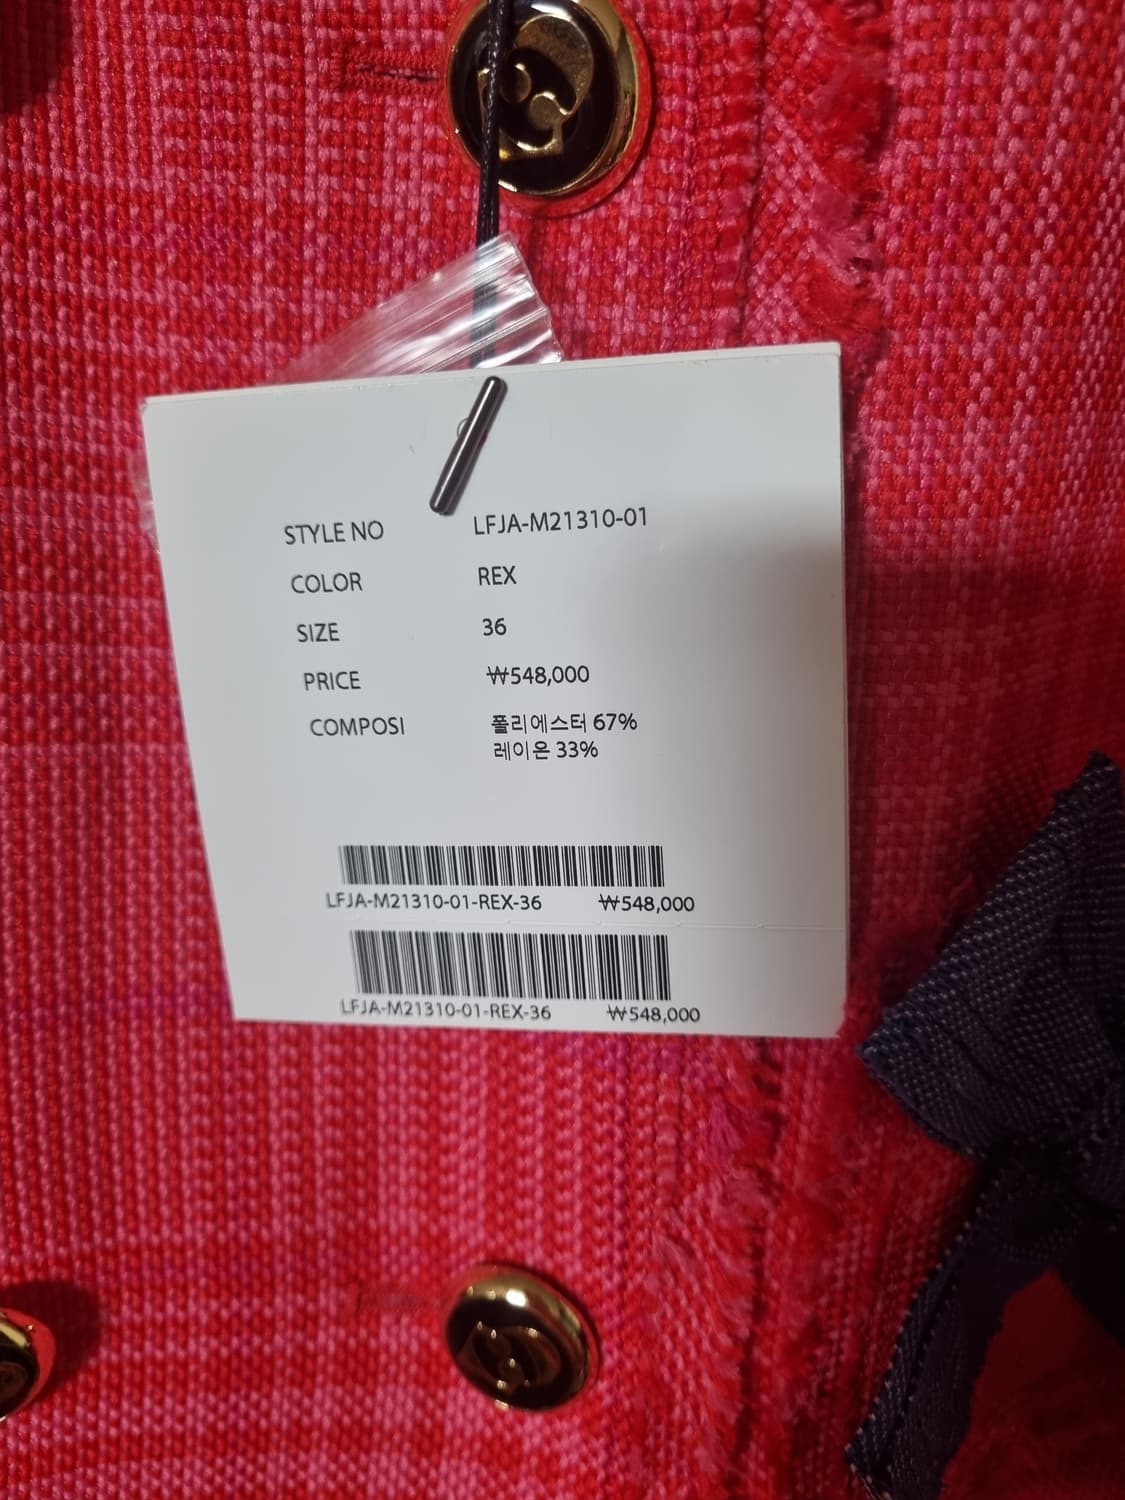 STYLE NO LFJA-M21310-01
COLOR REX
SIZE 36
PRICE ₩548,000
COMPOSI 폴리에스터 67%
레이온 33%
LFJA-M21310-01-REX-36 ₩548,000
LFJA-M21310-01-REX-36 ₩548,000